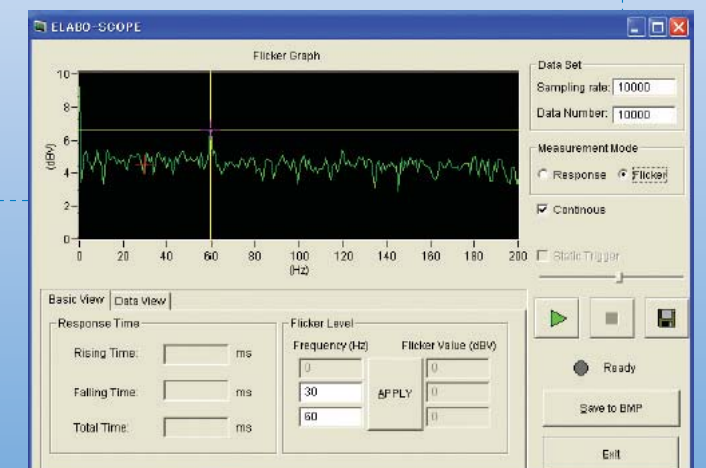 ELABO-SCOPE
Flicker Graph
10
8
6
4
2
0
(dBV)
0 20 40 60 80 100 120 140 160 180 200
(Hz)
Data Set
Sampling rate: 10000
Data Number: 10000
Measurement Mode
Response Flicker
Continous
Static Trigger
Basic View Data View
Response Time
Rising Time: ms
Falling Time: ms
Total Time: ms
Flicker Level
Frequency (Hz) Flicker Value (dBV)
0 0
30 APPLY 0
60 0
Ready
Save to BMP
Exit